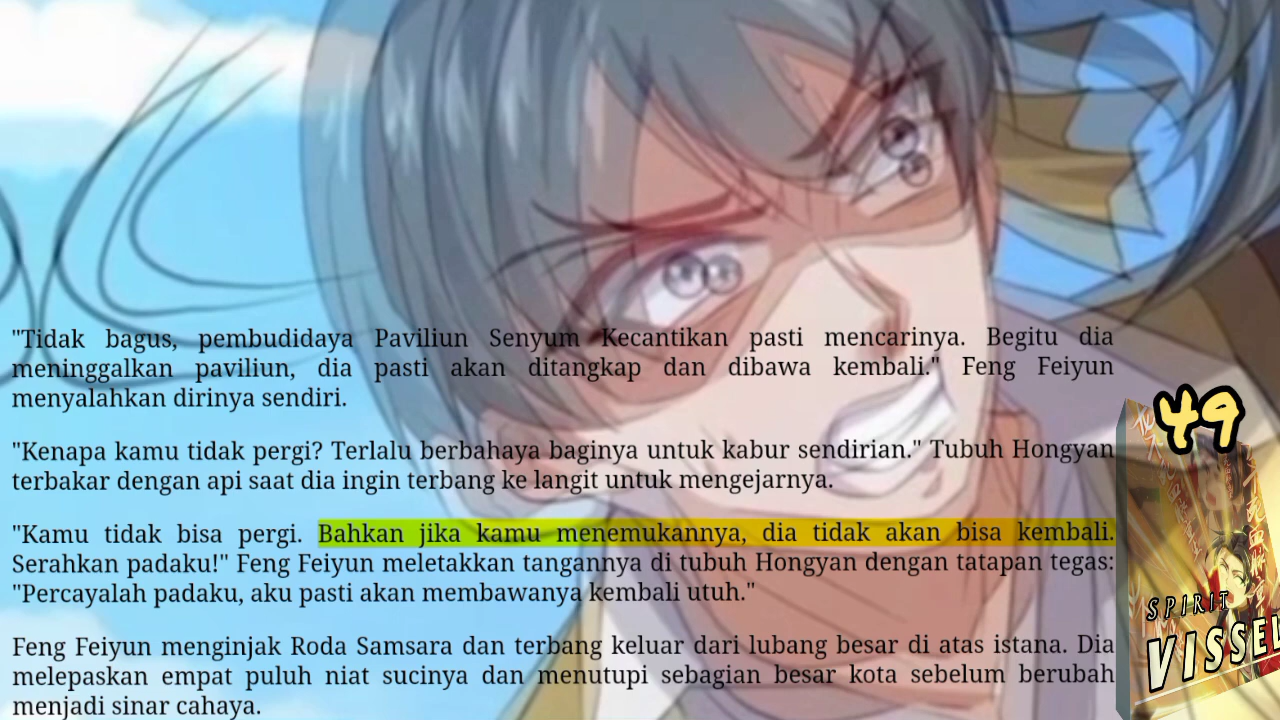 "Tidak bagus, pembudidaya Paviliun Senyum Kecantikan pasti mencarinya. Begitu dia
meninggalkan paviliun, dia pasti akan ditangkap dan dibawa kembali." Feng Feiyun
menyalahkan dirinya sendiri.
"Kenapa kamu tidak pergi? Terlalu berbahaya baginya untuk kabur sendirian." Tubuh Hongyan
terbakar dengan api saat dia ingin terbang ke langit untuk mengejarnya.
"Kamu tidak bisa pergi. Bahkan jika kamu menemukannya, dia tidak akan bisa kembali.
Serahkan padaku!" Feng Feiyun meletakkan tangannya di tubuh Hongyan dengan tatapan tegas:
"Percayalah padaku, aku pasti akan membawanya kembali utuh."
Feng Feiyun menginjak Roda Samsara dan terbang keluar dari lubang besar di atas istana. Dia
melepaskan empat puluh niat sucinya dan menutupi sebagian besar kota sebelum berubah
menjadi sinar cahaya.
49
SPIRIT
VISSEL